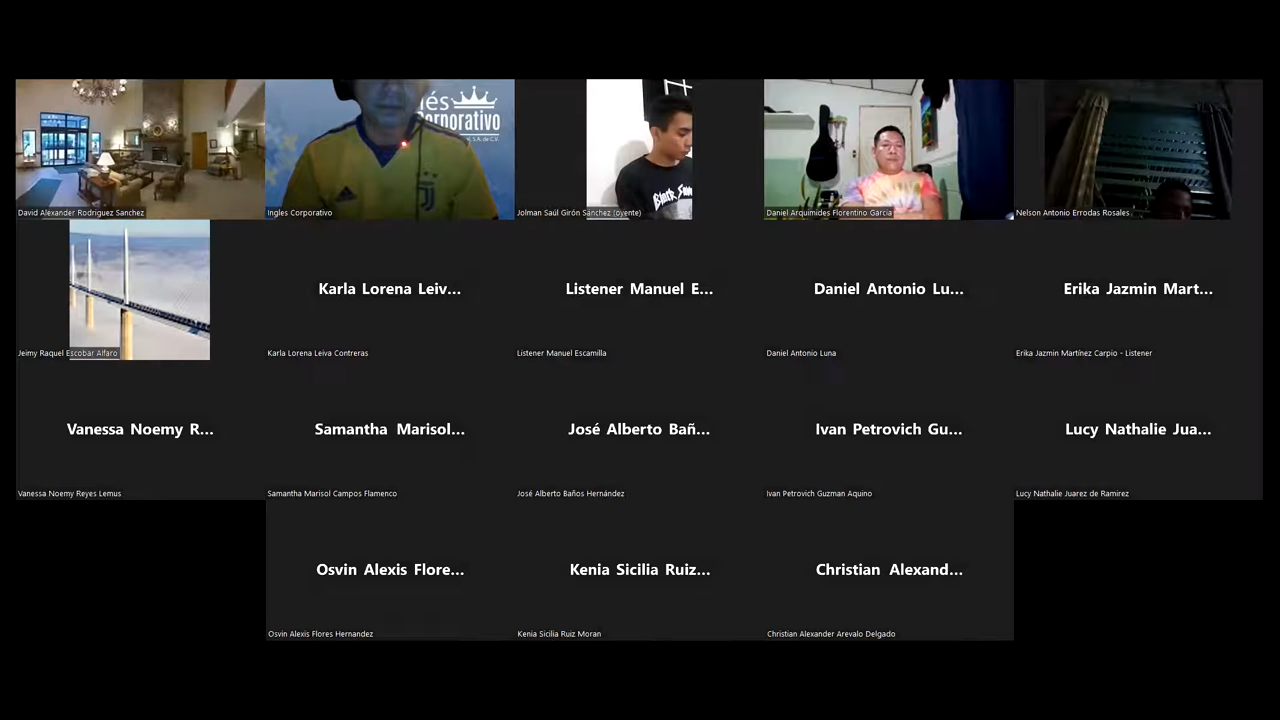 és
orporativo
S.A. de C.V.
David Alexander Rodriguez Sanchez
Ingles Corporativo
Jolman Saúl Girón Sánchez (oyente)
Daniel Arquimides Florentino Garcia
Nelson Antonio Errodas Rosales
Jeimy Raquel Escobar Alfaro
Karla Lorena Leiv...
Karla Lorena Leiva Contreras
Listener Manuel E...
Listener Manuel Escamilla
Daniel Antonio Lu...
Daniel Antonio Luna
Erika Jazmin Mart...
Erika Jazmin Martínez Carpio - Listener
Vanessa Noemy R...
Vanessa Noemy Reyes Lemus
Samantha Marisol...
Samantha Marisol Campos Flamenco
José Alberto Bañ...
José Alberto Baños Hernández
Ivan Petrovich Gu...
Ivan Petrovich Guzman Aquino
Lucy Nathalie Jua...
Lucy Nathalie Juarez de Ramirez
Osvin Alexis Flore...
Osvin Alexis Flores Hernandez
Kenia Sicilia Ruiz...
Kenia Sicilia Ruiz Moran
Christian Alexand...
Christian Alexander Arevalo Delgado